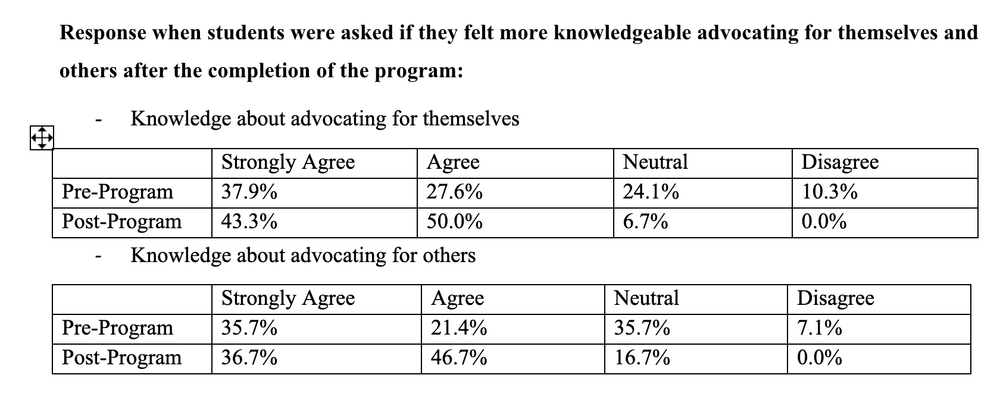 Response when students were asked if they felt more knowledgeable advocating for themselves and
others after the completion of the program:
- Knowledge about advocating for themselves
Strongly Agree Agree Neutral Disagree
Pre-Program 37.9% 27.6% 24.1% 10.3%
Post-Program 43.3% 50.0% 6.7% 0.0%
- Knowledge about advocating for others
Strongly Agree Agree Neutral Disagree
Pre-Program 35.7% 21.4% 35.7% 7.1%
Post-Program 36.7% 46.7% 16.7% 0.0%